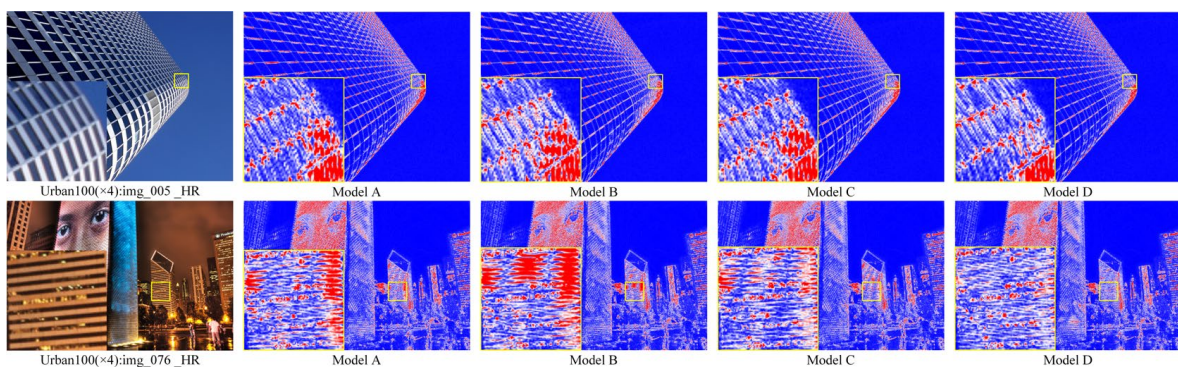 Urban100(×4):img_005 _HR
Model A
Model B
Model C
Model D
Urban100(×4):img_076 _HR
Model A
Model B
Model C
Model D